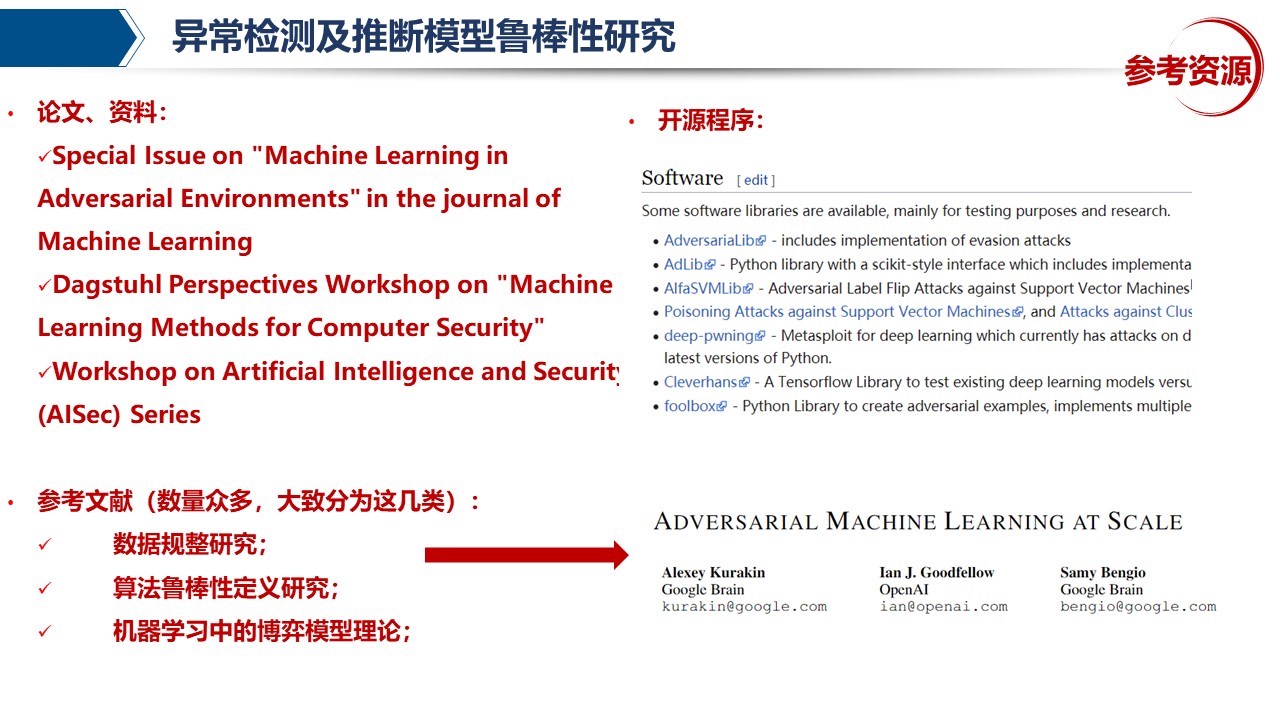 异常检测及推断模型鲁棒性研究
参考资源
• 论文、资料：
✓Special Issue on "Machine Learning in
Adversarial Environments" in the journal of
Machine Learning
✓Dagstuhl Perspectives Workshop on "Machine
Learning Methods for Computer Security"
✓Workshop on Artificial Intelligence and Security
(AISec) Series
• 参考文献（数量众多，大致分为这几类）：
✓ 数据规整研究；
✓ 算法鲁棒性定义研究；
✓ 机器学习中的博弈模型理论；
• 开源程序：
Software [ edit ]
Some software libraries are available, mainly for testing purposes and research.
• AdversariaLib - includes implementation of evasion attacks
• AdLib - Python library with a scikit-style interface which includes implementa
• AlfaSVMLib - Adversarial Label Flip Attacks against Support Vector Machines
• Poisoning Attacks against Support Vector Machines, and Attacks against Clus
• deep-pwning - Metasploit for deep learning which currently has attacks on d
latest versions of Python.
• Cleverhans - A Tensorflow Library to test existing deep learning models versu
• foolbox - Python Library to create adversarial examples, implements multiple
ADVERSARIAL MACHINE LEARNING AT SCALE
Alexey Kurakin Ian J. Goodfellow Samy Bengio
Google Brain OpenAI Google Brain
kurakin@google.com ian@openai.com bengio@google.com